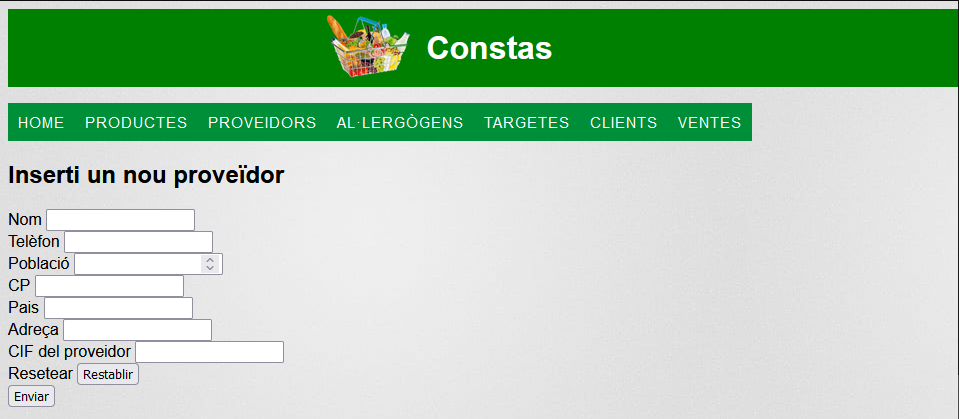 Constas
HOME PRODUCTES PROVEIDORS AL·LERGÒGENS TARGETES CLIENTS VENTES
Inserti un nou proveïdor
Nom
Telèfon
Població
CP
Pais
Adreça
CIF del proveidor
Resetear Restablir
Enviar